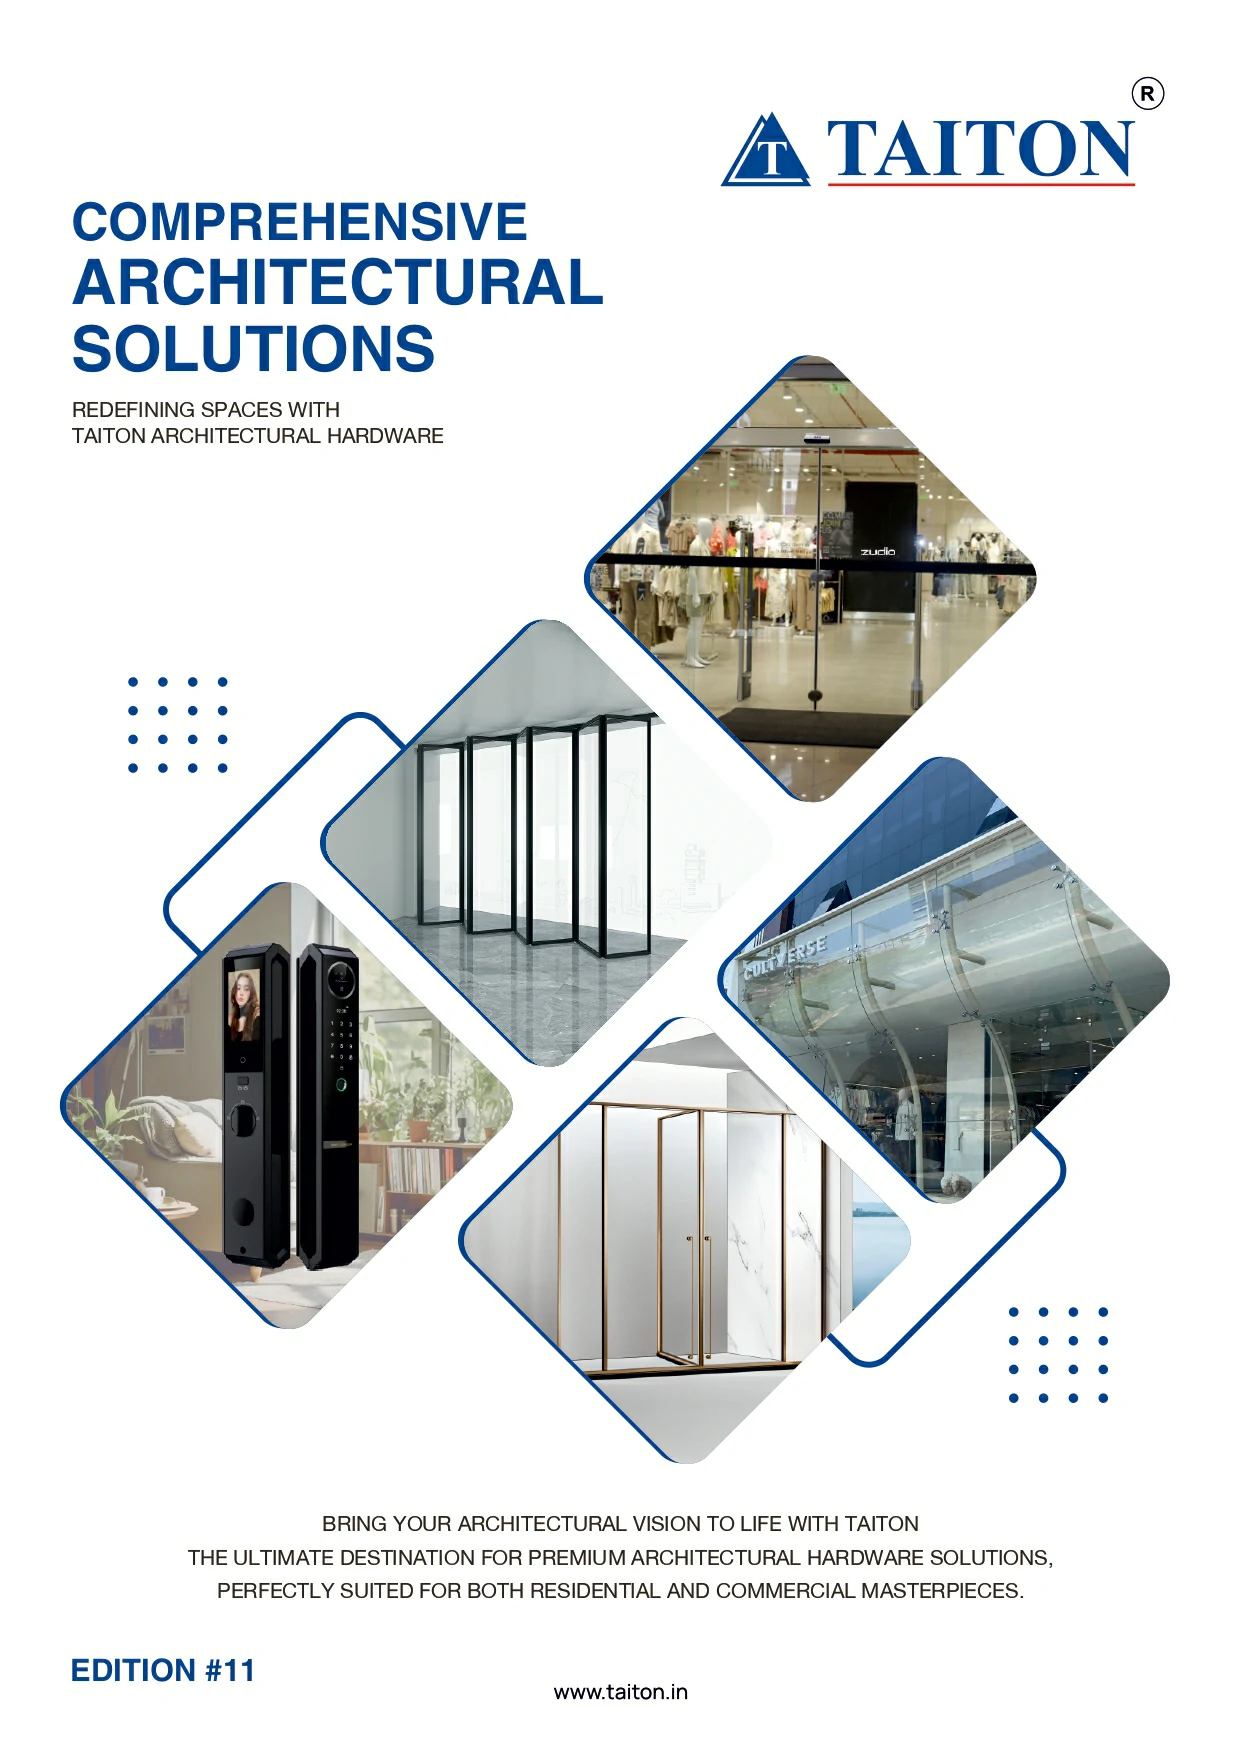 ®
TAITON
T
COMPREHENSIVE
ARCHITECTURAL
SOLUTIONS
REDEFINING SPACES WITH
TAITON ARCHITECTURAL HARDWARE
zudio
CULTVERSE
BRING YOUR ARCHITECTURAL VISION TO LIFE WITH TAITON
THE ULTIMATE DESTINATION FOR PREMIUM ARCHITECTURAL HARDWARE SOLUTIONS,
PERFECTLY SUITED FOR BOTH RESIDENTIAL AND COMMERCIAL MASTERPIECES.
EDITION #11
www.taiton.in